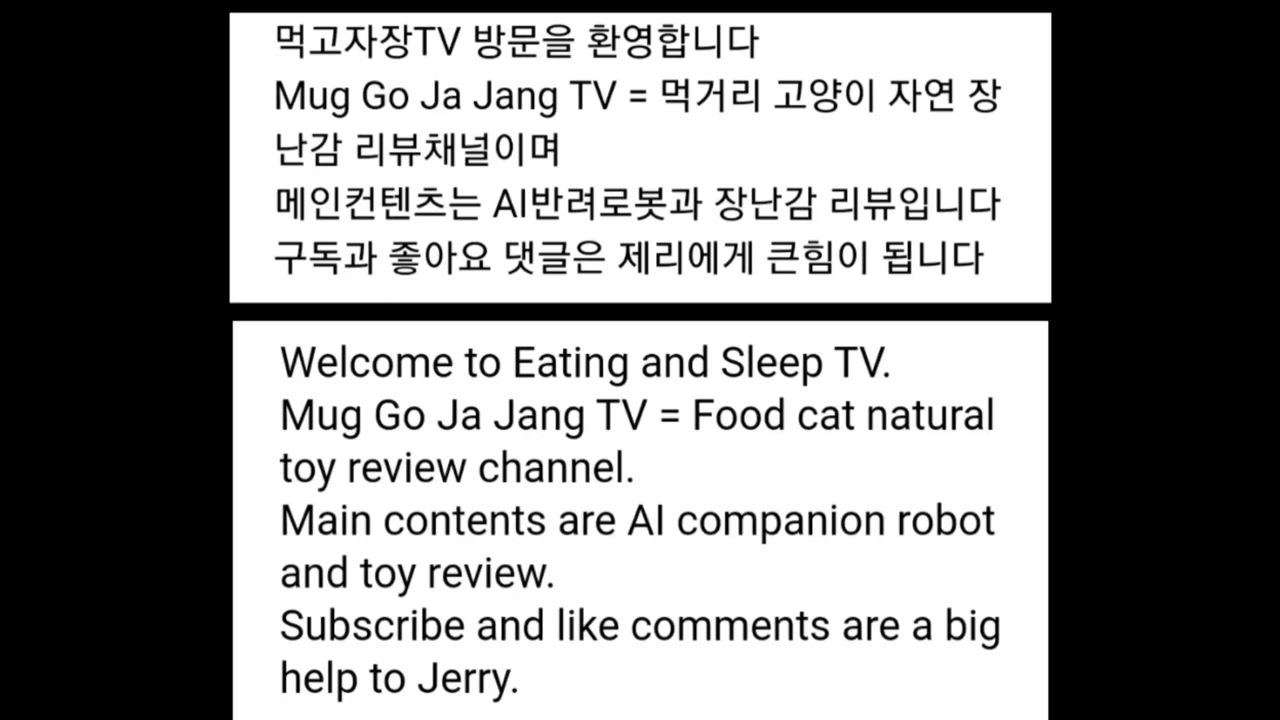 먹고자장TV 방문을 환영합니다
Mug Go Ja Jang TV = 먹거리 고양이 자연 장
난감 리뷰채널이며
메인컨텐츠는 AI반려로봇과 장난감 리뷰입니다
구독과 좋아요 댓글은 제리에게 큰힘이 됩니다
Welcome to Eating and Sleep TV.
Mug Go Ja Jang TV = Food cat natural
toy review channel.
Main contents are AI companion robot
and toy review.
Subscribe and like comments are a big
help to Jerry.